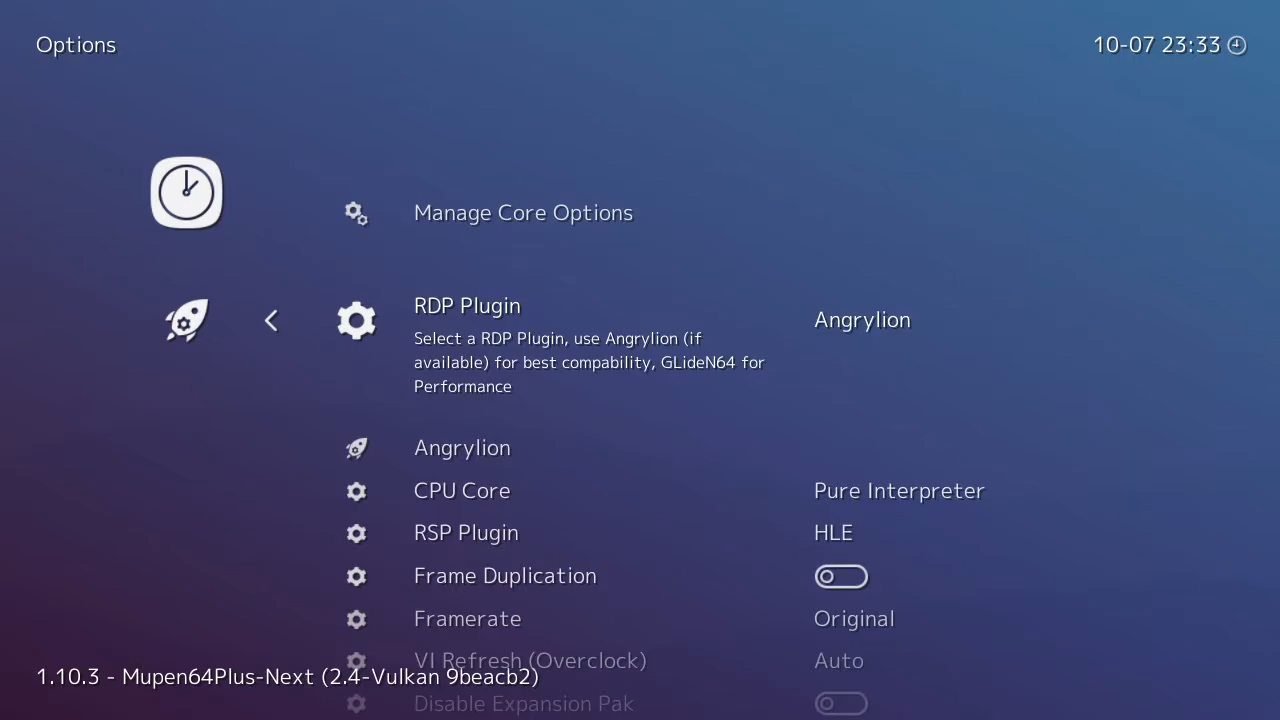 Options
10-07 23:33
Manage Core Options
RDP Plugin
Select a RDP Plugin, use Angrylion (if
available) for best compability, GLideN64 for
Performance
Angrylion
Angrylion
CPU Core
Pure Interpreter
RSP Plugin
HLE
Frame Duplication
Framerate
Original
VI Refresh (Overclock)
Auto
1.10.3 - Mupen64Plus-Next (2.4-Vulkan 9beacb2)
Disable Expansion Pak